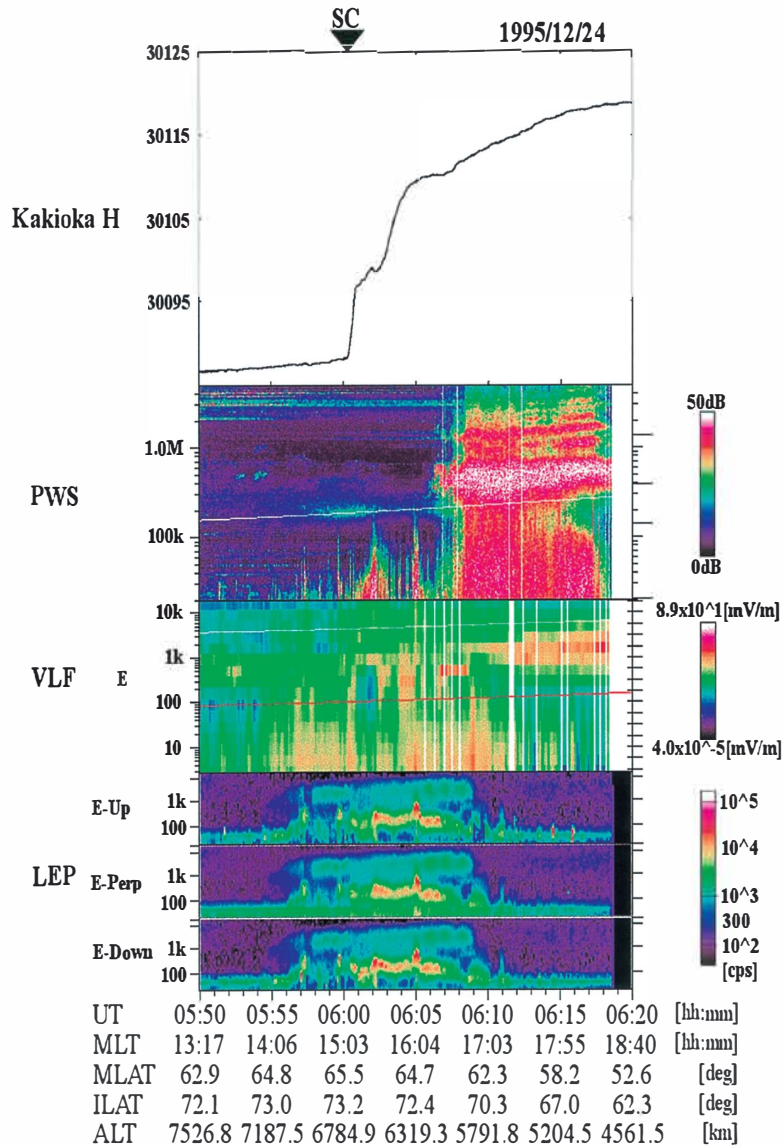 SC
1995/12/24
30125
30115
Kakioka H
30105
30095
PWS
1.0M
100k
50dB
0dB
VLF E
10k
1k
100
10
8.9x10^1[mV/m]
4.0x10^-5[mV/m]
LEP
E-Up
1k
100
E-Perp
1k
100
E-Down
1k
100
10^5
10^4
10^3
300
10^2
[cps]
UT 05:50 05:55 06:00 06:05 06:10 06:15 06:20 [hh:mm]
MLT 13:17 14:06 15:03 16:04 17:03 17:55 18:40 [hh:mm]
MLAT 62.9 64.8 65.5 64.7 62.3 58.2 52.6 [deg]
ILAT 72.1 73.0 73.2 72.4 70.3 67.0 62.3 [deg]
ALT 7526.8 7187.5 6784.9 6319.3 5791.8 5204.5 4561.5 [km]